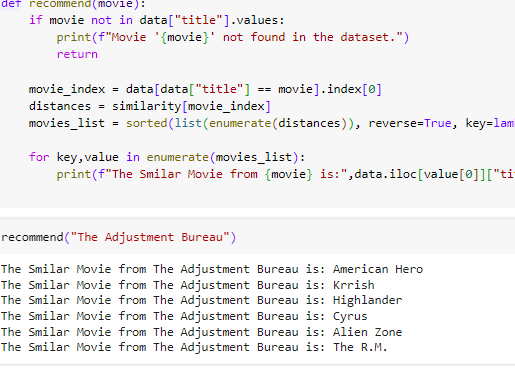 def recommend(movie):
if movie not in data["title"].values:
print(f"Movie '{movie}' not found in the dataset.")
return
movie_index = data[data["title"] == movie].index[0]
distances = similarity[movie_index]
movies_list = sorted(list(enumerate(distances)), reverse=True, key=lam
for key,value in enumerate(movies_list):
print(f"The Smilar Movie from {movie} is:",data.iloc[value[0]]["ti
recommend("The Adjustment Bureau")
The Smilar Movie from The Adjustment Bureau is: American Hero
The Smilar Movie from The Adjustment Bureau is: Krrish
The Smilar Movie from The Adjustment Bureau is: Highlander
The Smilar Movie from The Adjustment Bureau is: Cyrus
The Smilar Movie from The Adjustment Bureau is: Alien Zone
The Smilar Movie from The Adjustment Bureau is: The R.M.